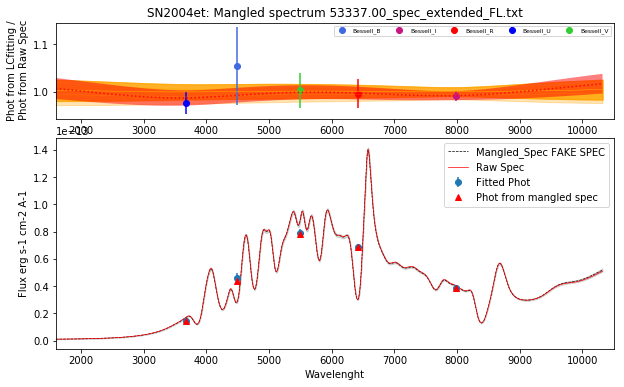 SN2004et: Mangled spectrum 53337.00_spec_extended_FL.txt
Phot from LCfitting /
Phot from Raw Spec
1.1
1.0
Bessell_B
Bessell_I
Bessell_R
Bessell_U
Bessell_V
2000 3000 4000 5000 6000 7000 8000 9000 10000
Flux erg s-1 cm-2 A-1
1.4
1.2
1.0
0.8
0.6
0.4
0.2
0.0
Mangled_Spec FAKE SPEC
Raw Spec
Fitted Phot
Phot from mangled spec
2000 3000 4000 5000 6000 7000 8000 9000 10000
Wavelenght